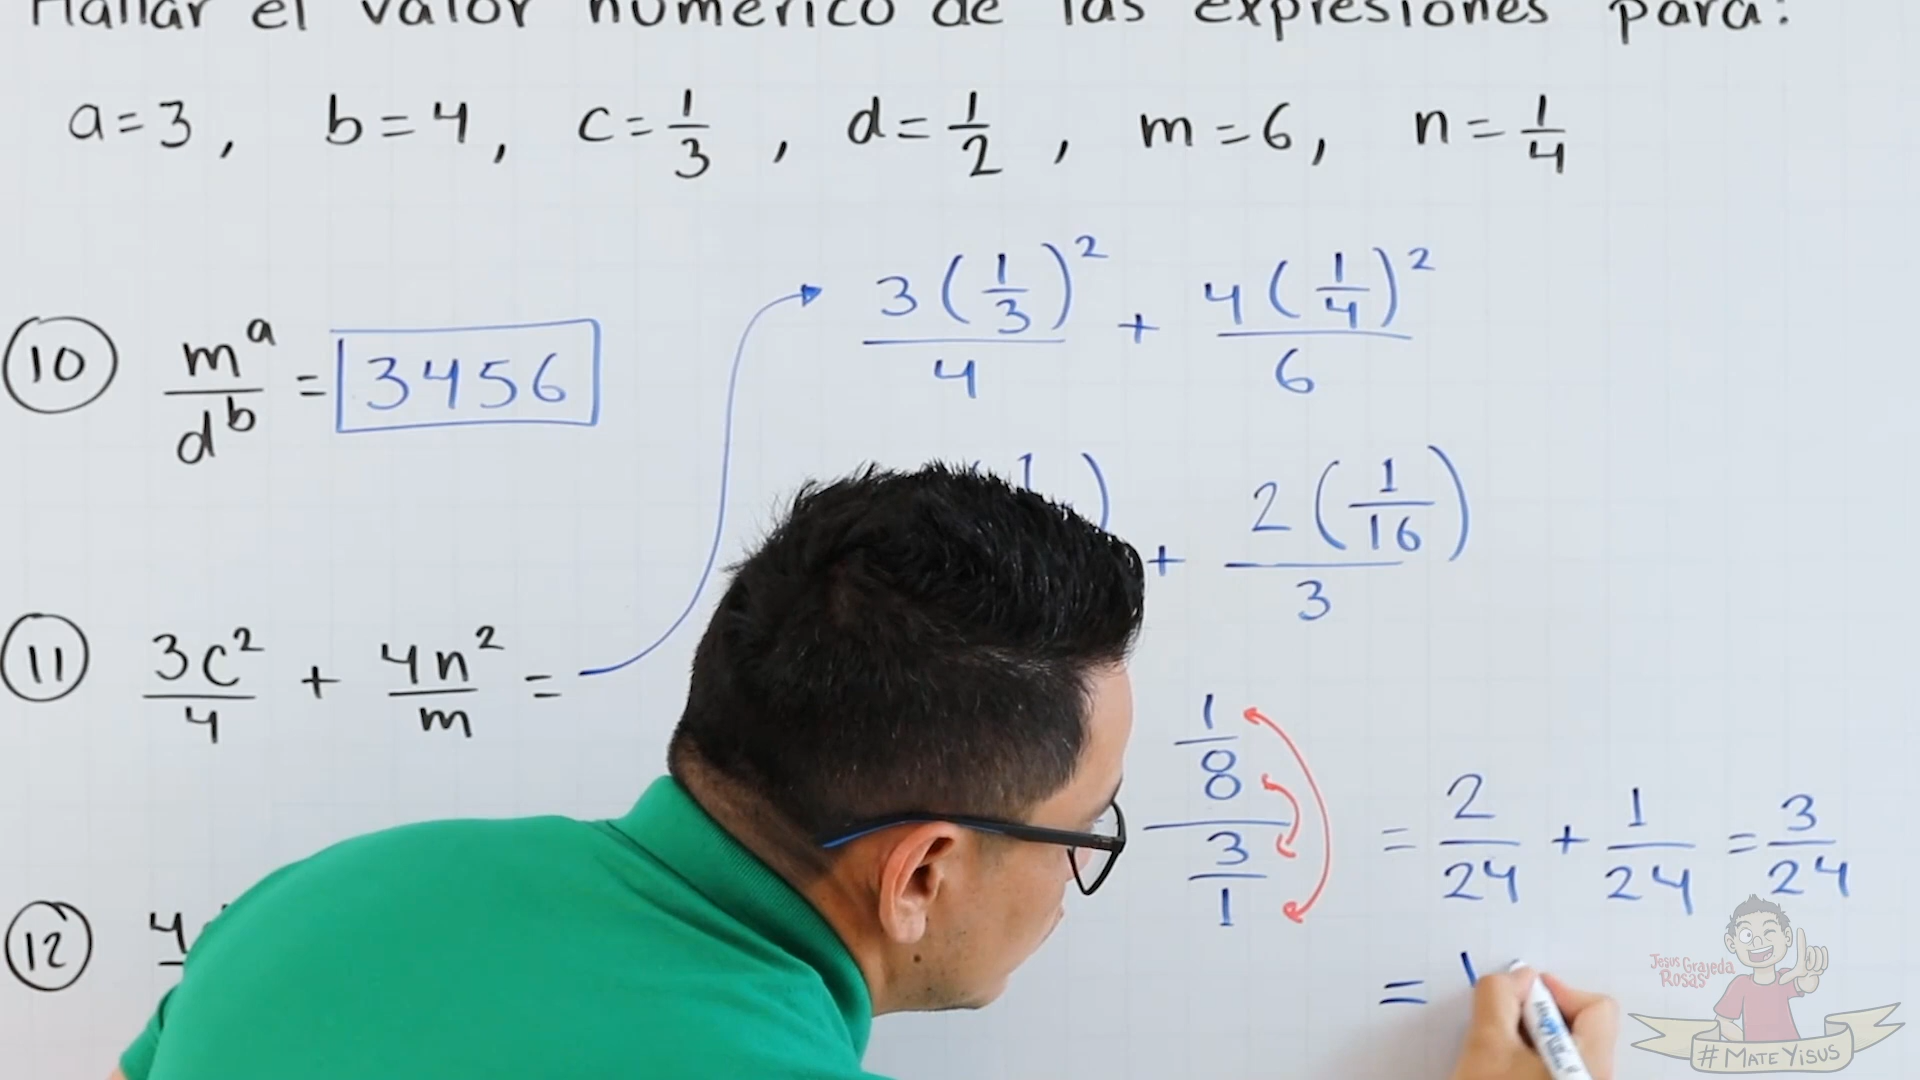 Hallar el valor numérico de las expresiones para:
a=3, b=4, c=1/3, d=1/2, m=6, n=1/4
10 m^a/d^b = 3456
3(1/3)^2/4 + 4(1/4)^2/6
+ 2(1/16)/3
11 3c^2/4 + 4n^2/m =
1/8 / 3/1 = 2/24 + 1/24 = 3/24
12 4
= 1
Jesus Grajeda Rosas
#MATEYISUS